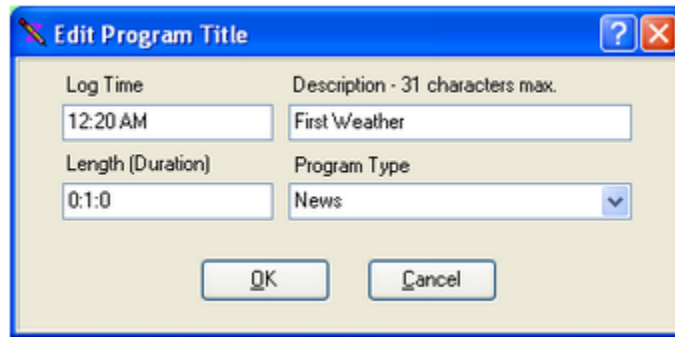 Edit Program Title
Log Time Description - 31 characters max.
12:20 AM First Weather
Length (Duration) Program Type
0:1:0 News
OK Cancel